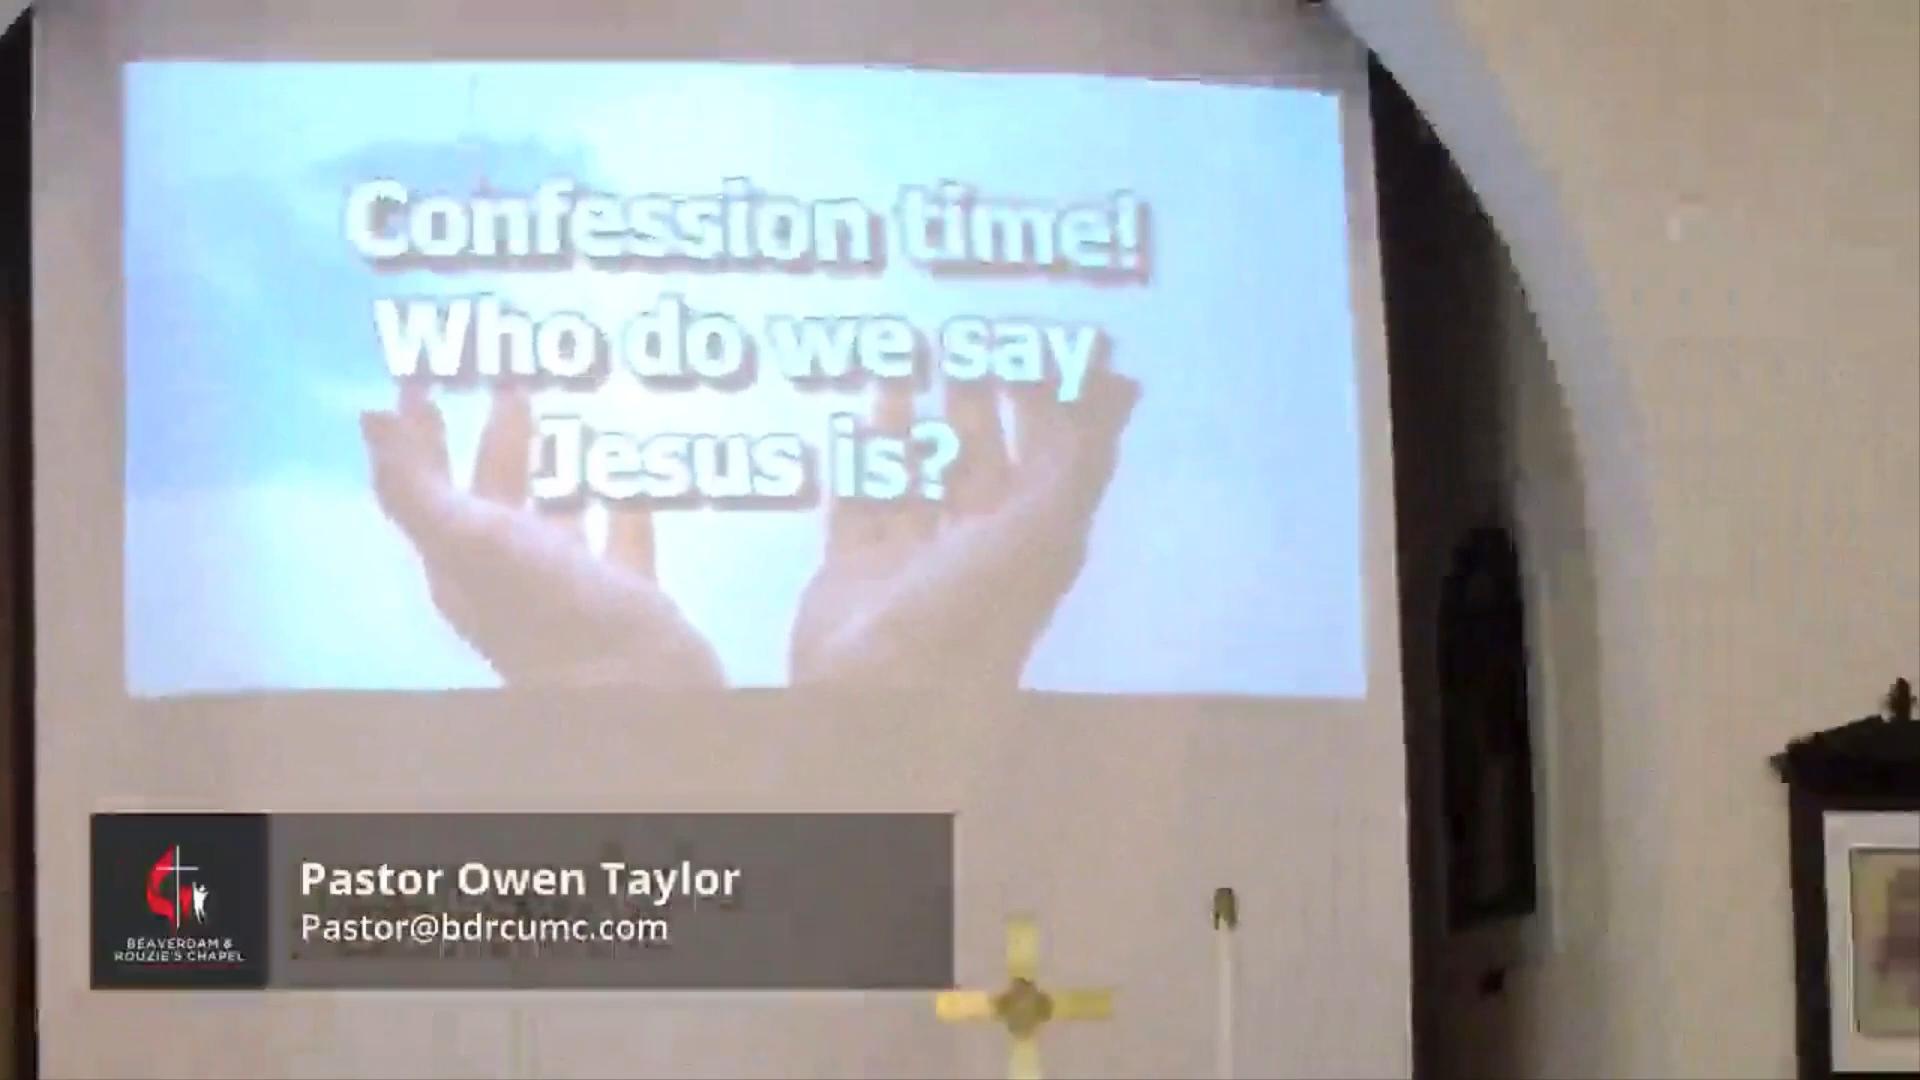 Confession time!
Who do we say
Jesus is?
Pastor Owen Taylor
Pastor@bdrcumc.com
BEAVERDAM &
ROUZIE'S CHAPEL